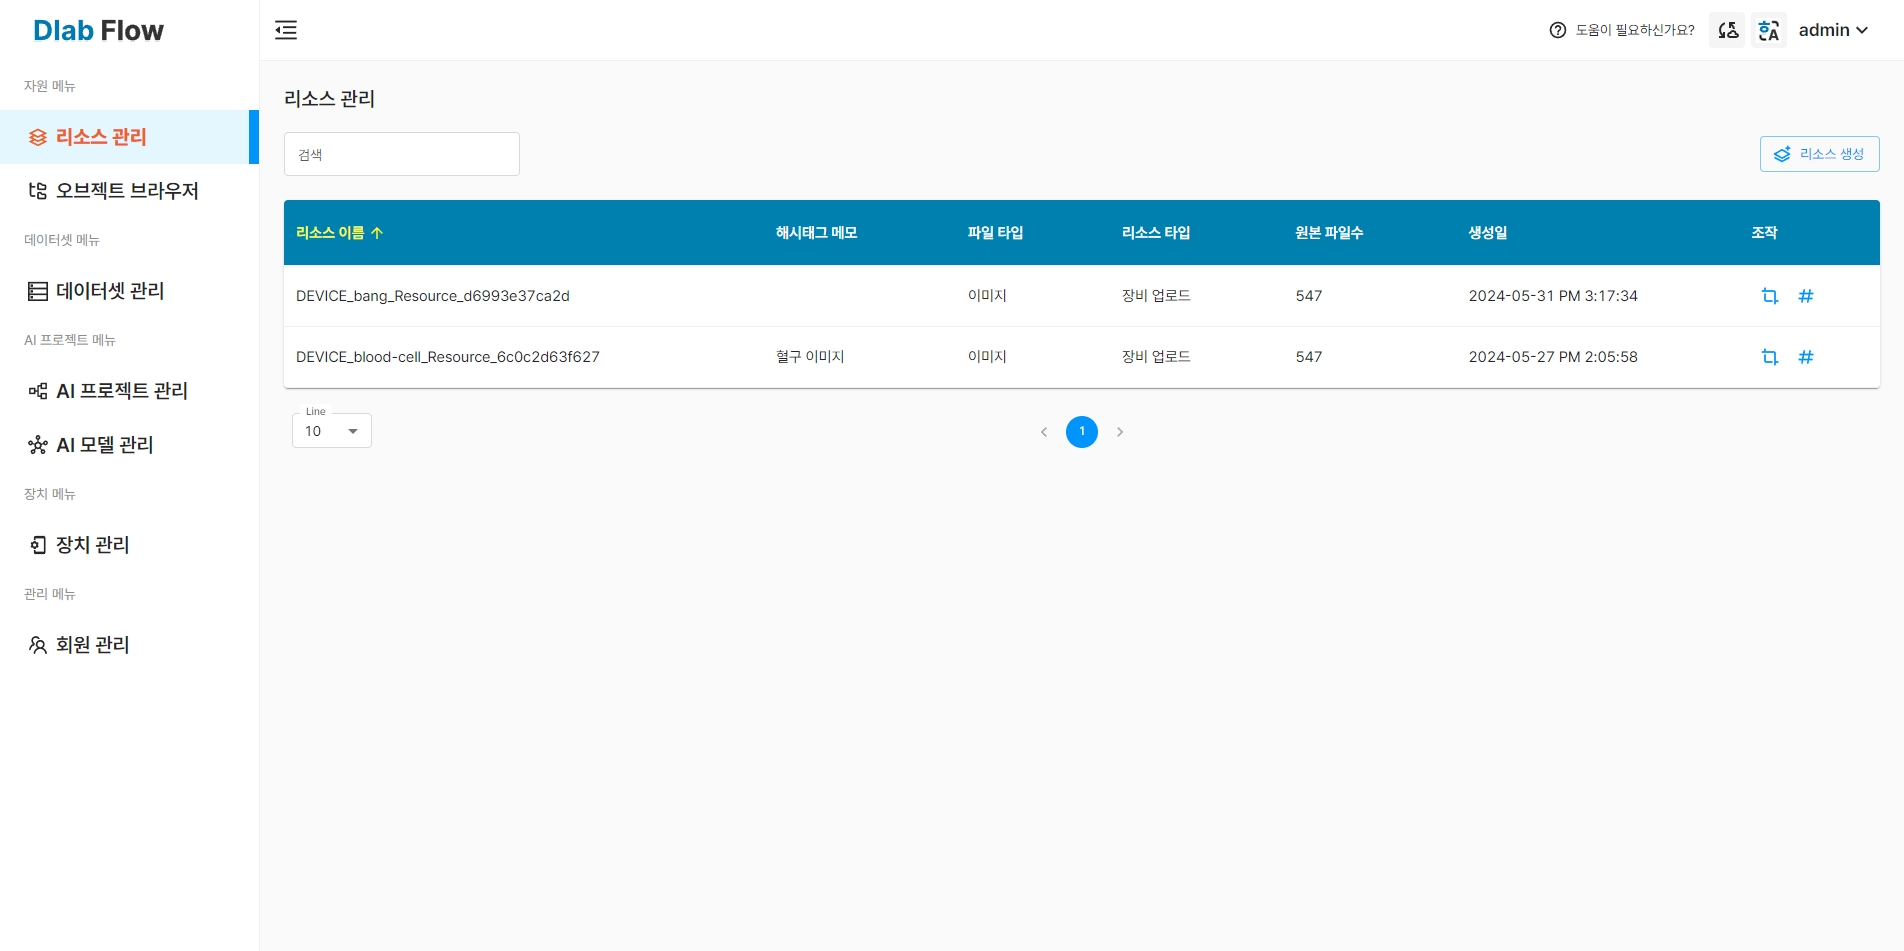 Dlab Flow
도움이 필요하신가요?
admin
자원 메뉴
리소스 관리
오브젝트 브라우저
데이터셋 메뉴
데이터셋 관리
AI 프로젝트 메뉴
AI 프로젝트 관리
AI 모델 관리
장치 메뉴
장치 관리
관리 메뉴
회원 관리
리소스 관리
검색
리소스 생성
리소스 이름 해시태그 메모 파일 타입 리소스 타입 원본 파일수 생성일 조작
DEVICE_bang_Resource_d6993e37ca2d 이미지 장비 업로드 547 2024-05-31 PM 3:17:34
DEVICE_blood-cell_Resource_6c0c2d63f627 혈구 이미지 이미지 장비 업로드 547 2024-05-27 PM 2:05:58
Line
10
1